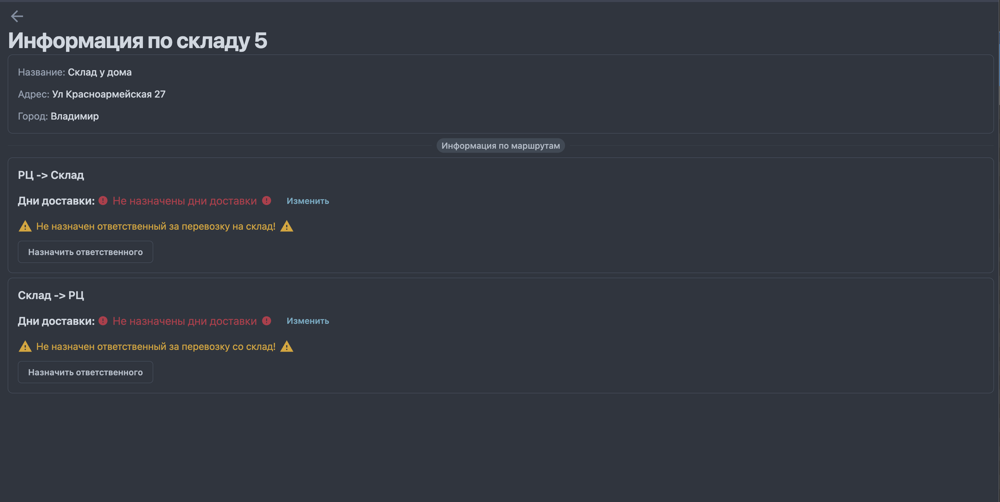 Информация по складу 5
Название: Склад у дома
Адрес: Ул Красноармейская 27
Город: Владимир
Информация по маршрутам
РЦ -> Склад
Дни доставки: Не назначены дни доставки Изменить
Не назначен ответственный за перевозку на склад!
Назначить ответственного
Склад -> РЦ
Дни доставки: Не назначены дни доставки Изменить
Не назначен ответственный за перевозку со склад!
Назначить ответственного